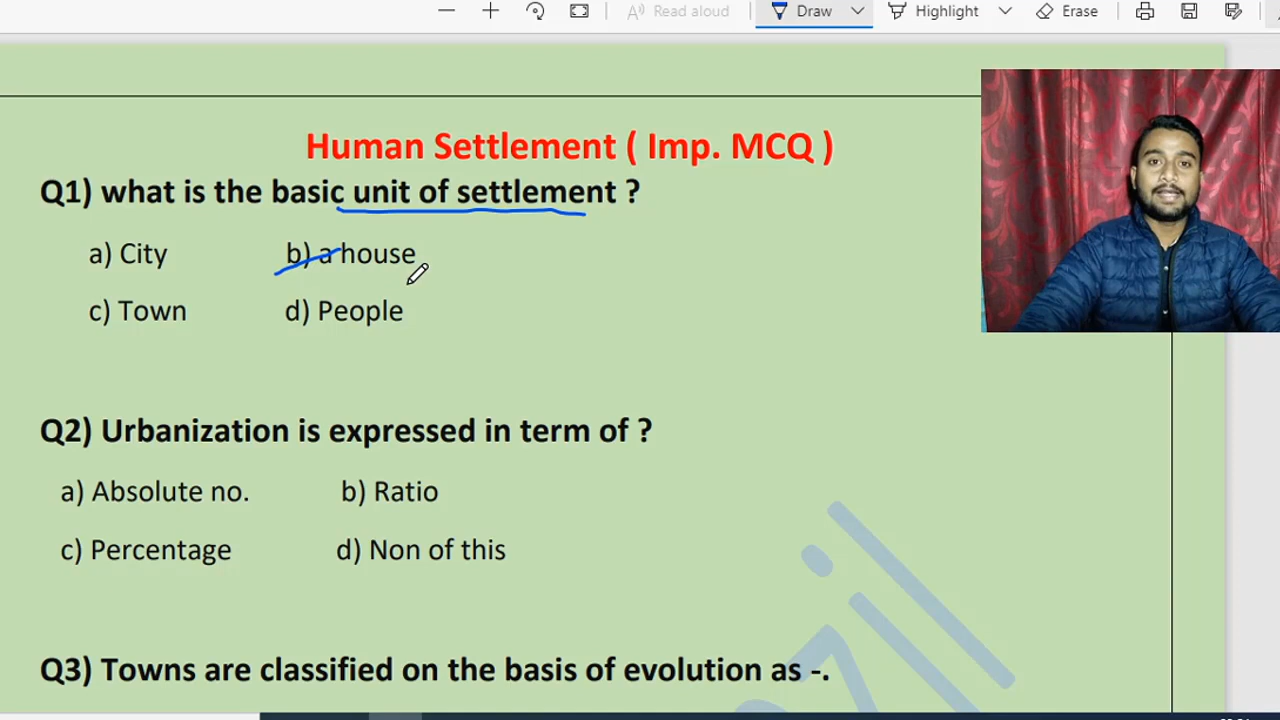 Read aloud Draw Highlight Erase
Human Settlement ( Imp. MCQ )
Q1) what is the basic unit of settlement ?
a) City b) a house
c) Town d) People
Q2) Urbanization is expressed in term of ?
a) Absolute no. b) Ratio
c) Percentage d) Non of this
Q3) Towns are classified on the basis of evolution as -.